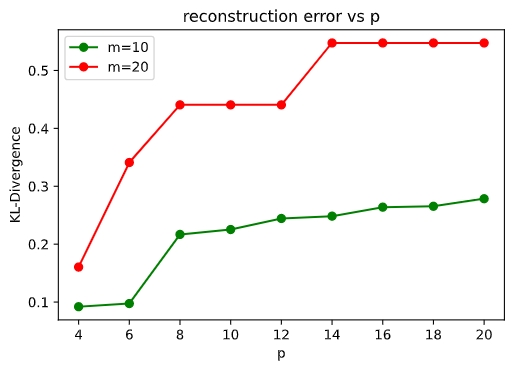 reconstruction error vs p
m=10
m=20
KL-Divergence
0.5
0.4
0.3
0.2
0.1
4 6 8 10 12 14 16 18 20
p